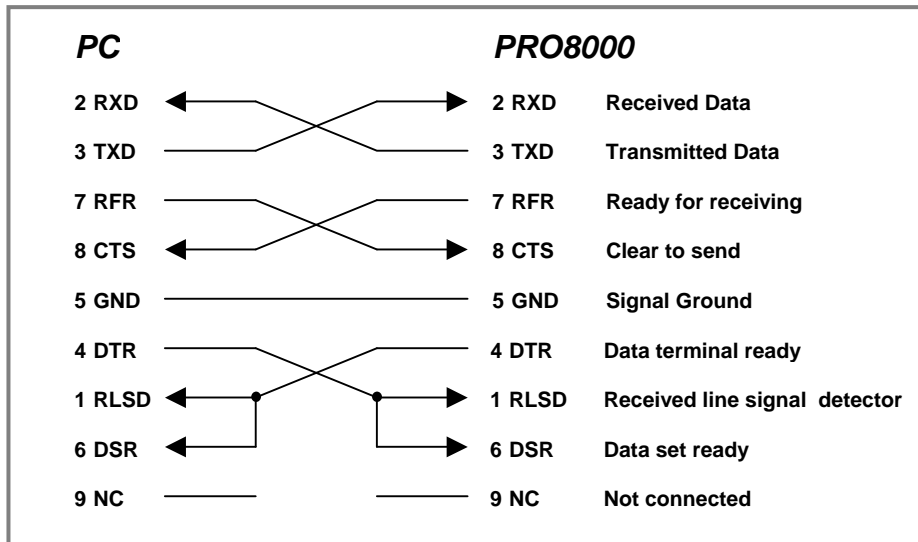 PC PRO8000
2 RXD 2 RXD Received Data
3 TXD 3 TXD Transmitted Data
7 RFR 7 RFR Ready for receiving
8 CTS 8 CTS Clear to send
5 GND 5 GND Signal Ground
4 DTR 4 DTR Data terminal ready
1 RLSD 1 RLSD Received line signal detector
6 DSR 6 DSR Data set ready
9 NC 9 NC Not connected